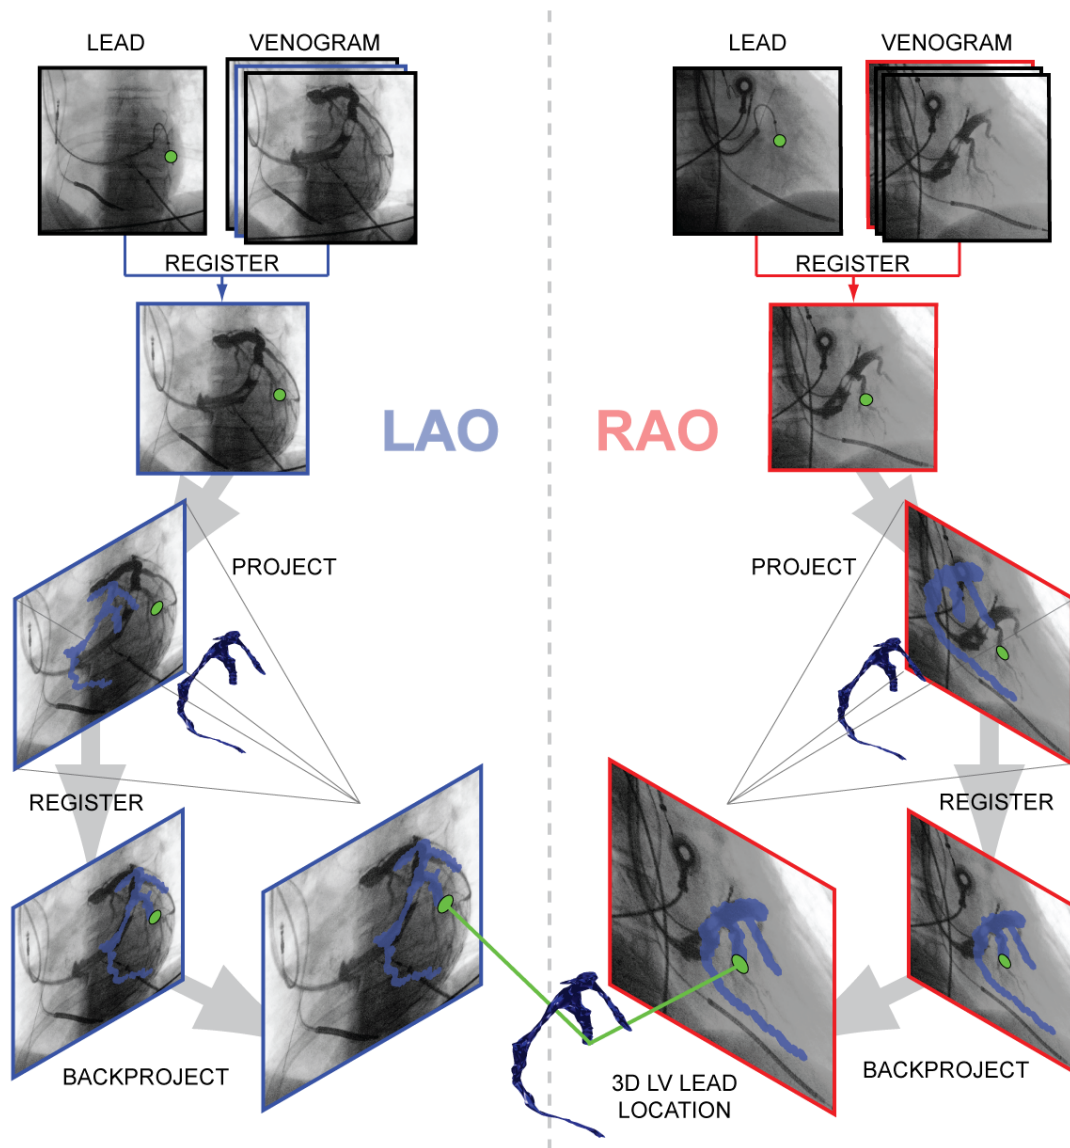 LEAD
VENOGRAM
REGISTER
LEAD
VENOGRAM
REGISTER
LAO
RAO
PROJECT
PROJECT
REGISTER
REGISTER
BACKPROJECT
3D LV LEAD
LOCATION
BACKPROJECT